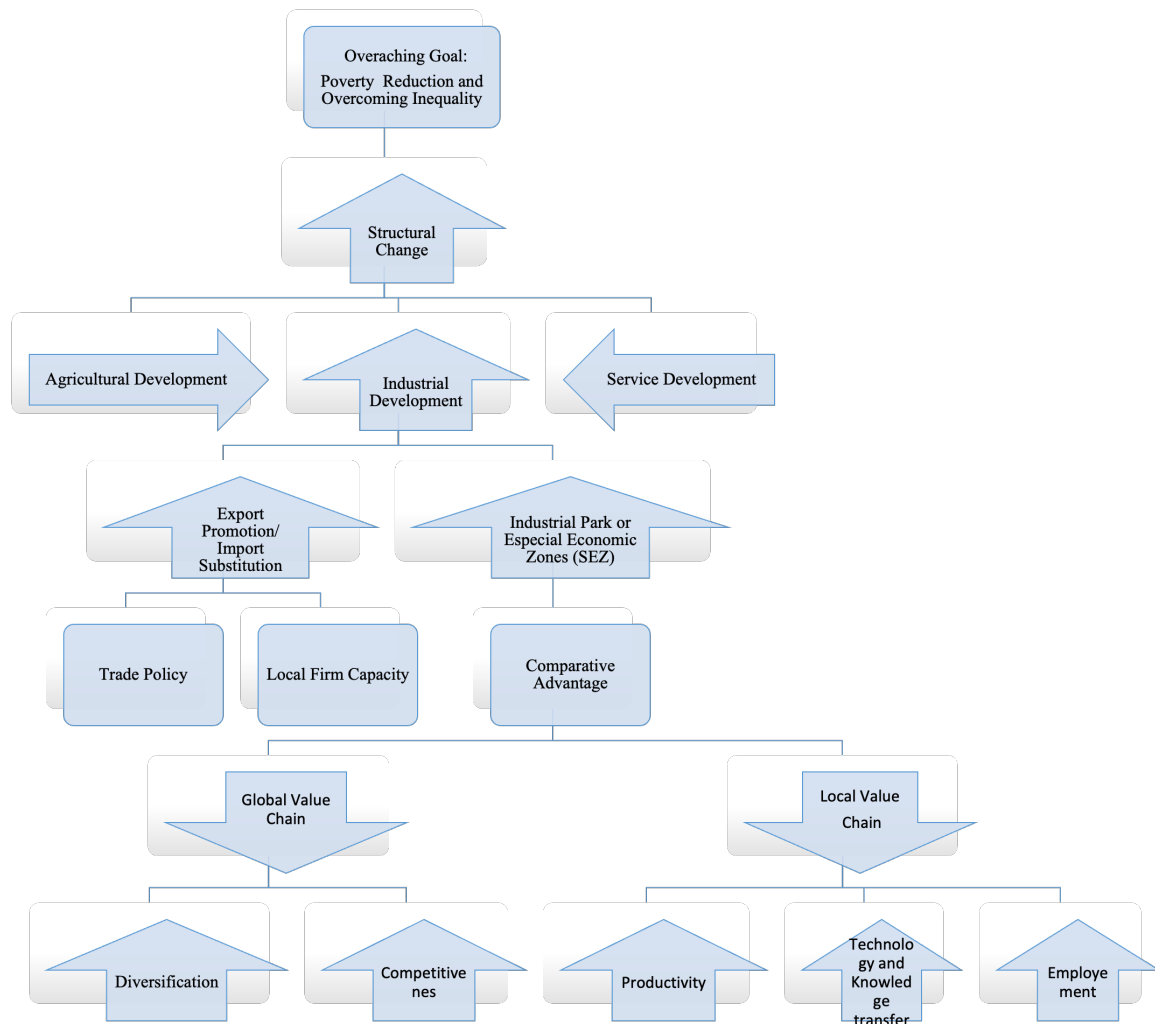 Overaching Goal:
Poverty Reduction and
Overcoming Inequality
Structural
Change
Agricultural Development
Industrial
Development
Service Development
Export
Promotion/
Import
Substitution
Industrial Park or
Especial Economic
Zones (SEZ)
Trade Policy
Local Firm Capacity
Comparative
Advantage
Global Value
Chain
Local Value
Chain
Diversification
Competitive
nes
Productivity
Technolo
gy and
Knowled
ge
transfer
Employe
ment